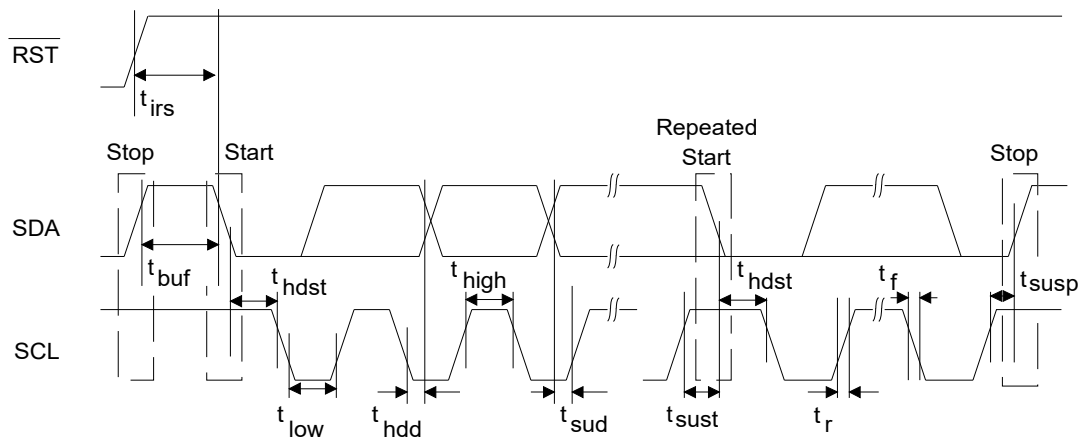 RST
t irs
Repeated
Stop Start Start Stop
SDA
t buf t hdst t high t hdst t f t susp
SCL
t low t hdd t sud t sust t r